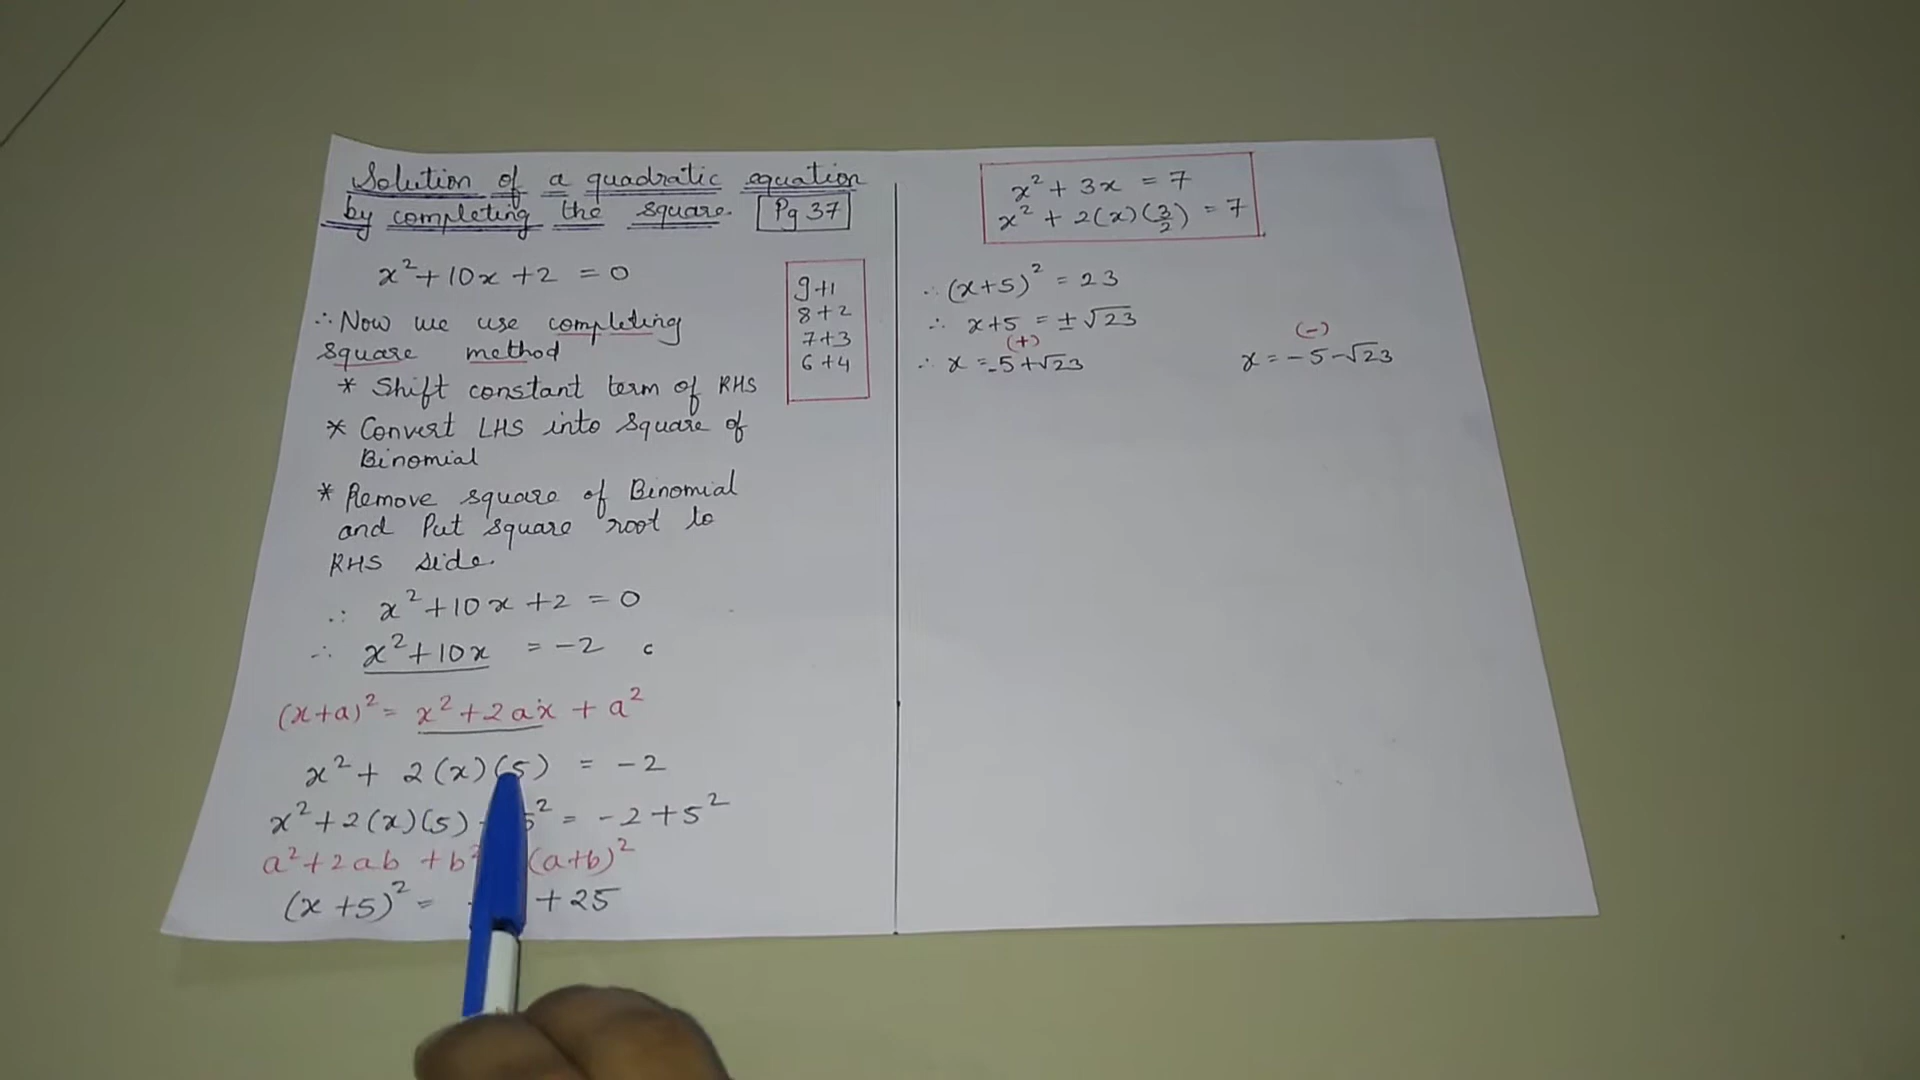 Solution of a quadratic equation
by completing the square. Pg 37
x²+10x+2 = 0
∴ Now we use completing
square method
* Shift constant term of RHS
* Convert LHS into Square of
Binomial
* Remove square of Binomial
and Put square root to
RHS side.
∴ x²+10x+2 = 0
∴ x²+10x = -2 c
(x+a)² = x²+2ax + a²
x² + 2(x)(5) = -2
x²+2(x)(5) 5² = -2+5²
a²+2ab +b² (a+b)²
(x+5)² = +25
9+1
8+2
7+3
6+4
x² + 3x = 7
x² + 2(x)(3/2) = 7
∴ (x+5)² = 23
∴ x+5 = ±√23
(+)
∴ x = -5+√23
(-)
x = -5-√23